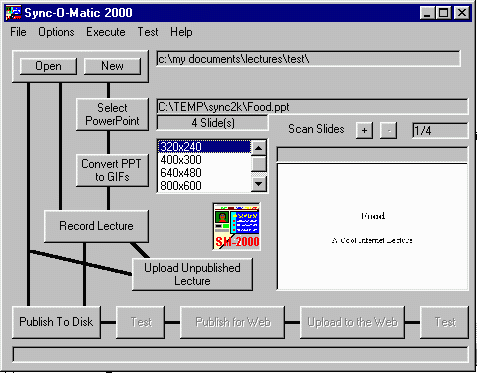 Sync-O-Matic 2000
File Options Execute Test Help
Open New
c:\my documents\lectures\test\
Select
PowerPoint
C:\TEMP\sync2k\Food.ppt
4 Slide(s)
Scan Slides + - 1/4
Convert PPT
to GIFs
320x240
400x300
640x480
800x600
Record Lecture
SM-2000
Food
A Cool Internet Lecture
Upload Unpublished
Lecture
Publish To Disk Test Publish for Web Upload to the Web Test